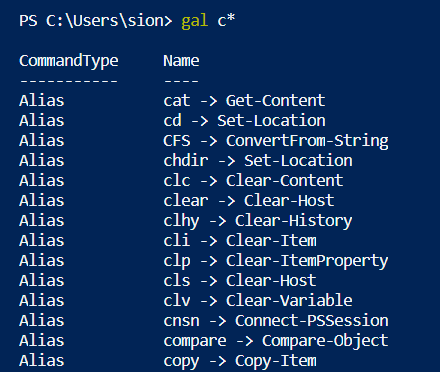 PS C:\Users\sion> gal c*
CommandType Name
----------- ----
Alias cat -> Get-Content
Alias cd -> Set-Location
Alias CFS -> ConvertFrom-String
Alias chdir -> Set-Location
Alias clc -> Clear-Content
Alias clear -> Clear-Host
Alias clhy -> Clear-History
Alias cli -> Clear-Item
Alias clp -> Clear-ItemProperty
Alias cls -> Clear-Host
Alias clv -> Clear-Variable
Alias cnsn -> Connect-PSSession
Alias compare -> Compare-Object
Alias copy -> Copy-Item